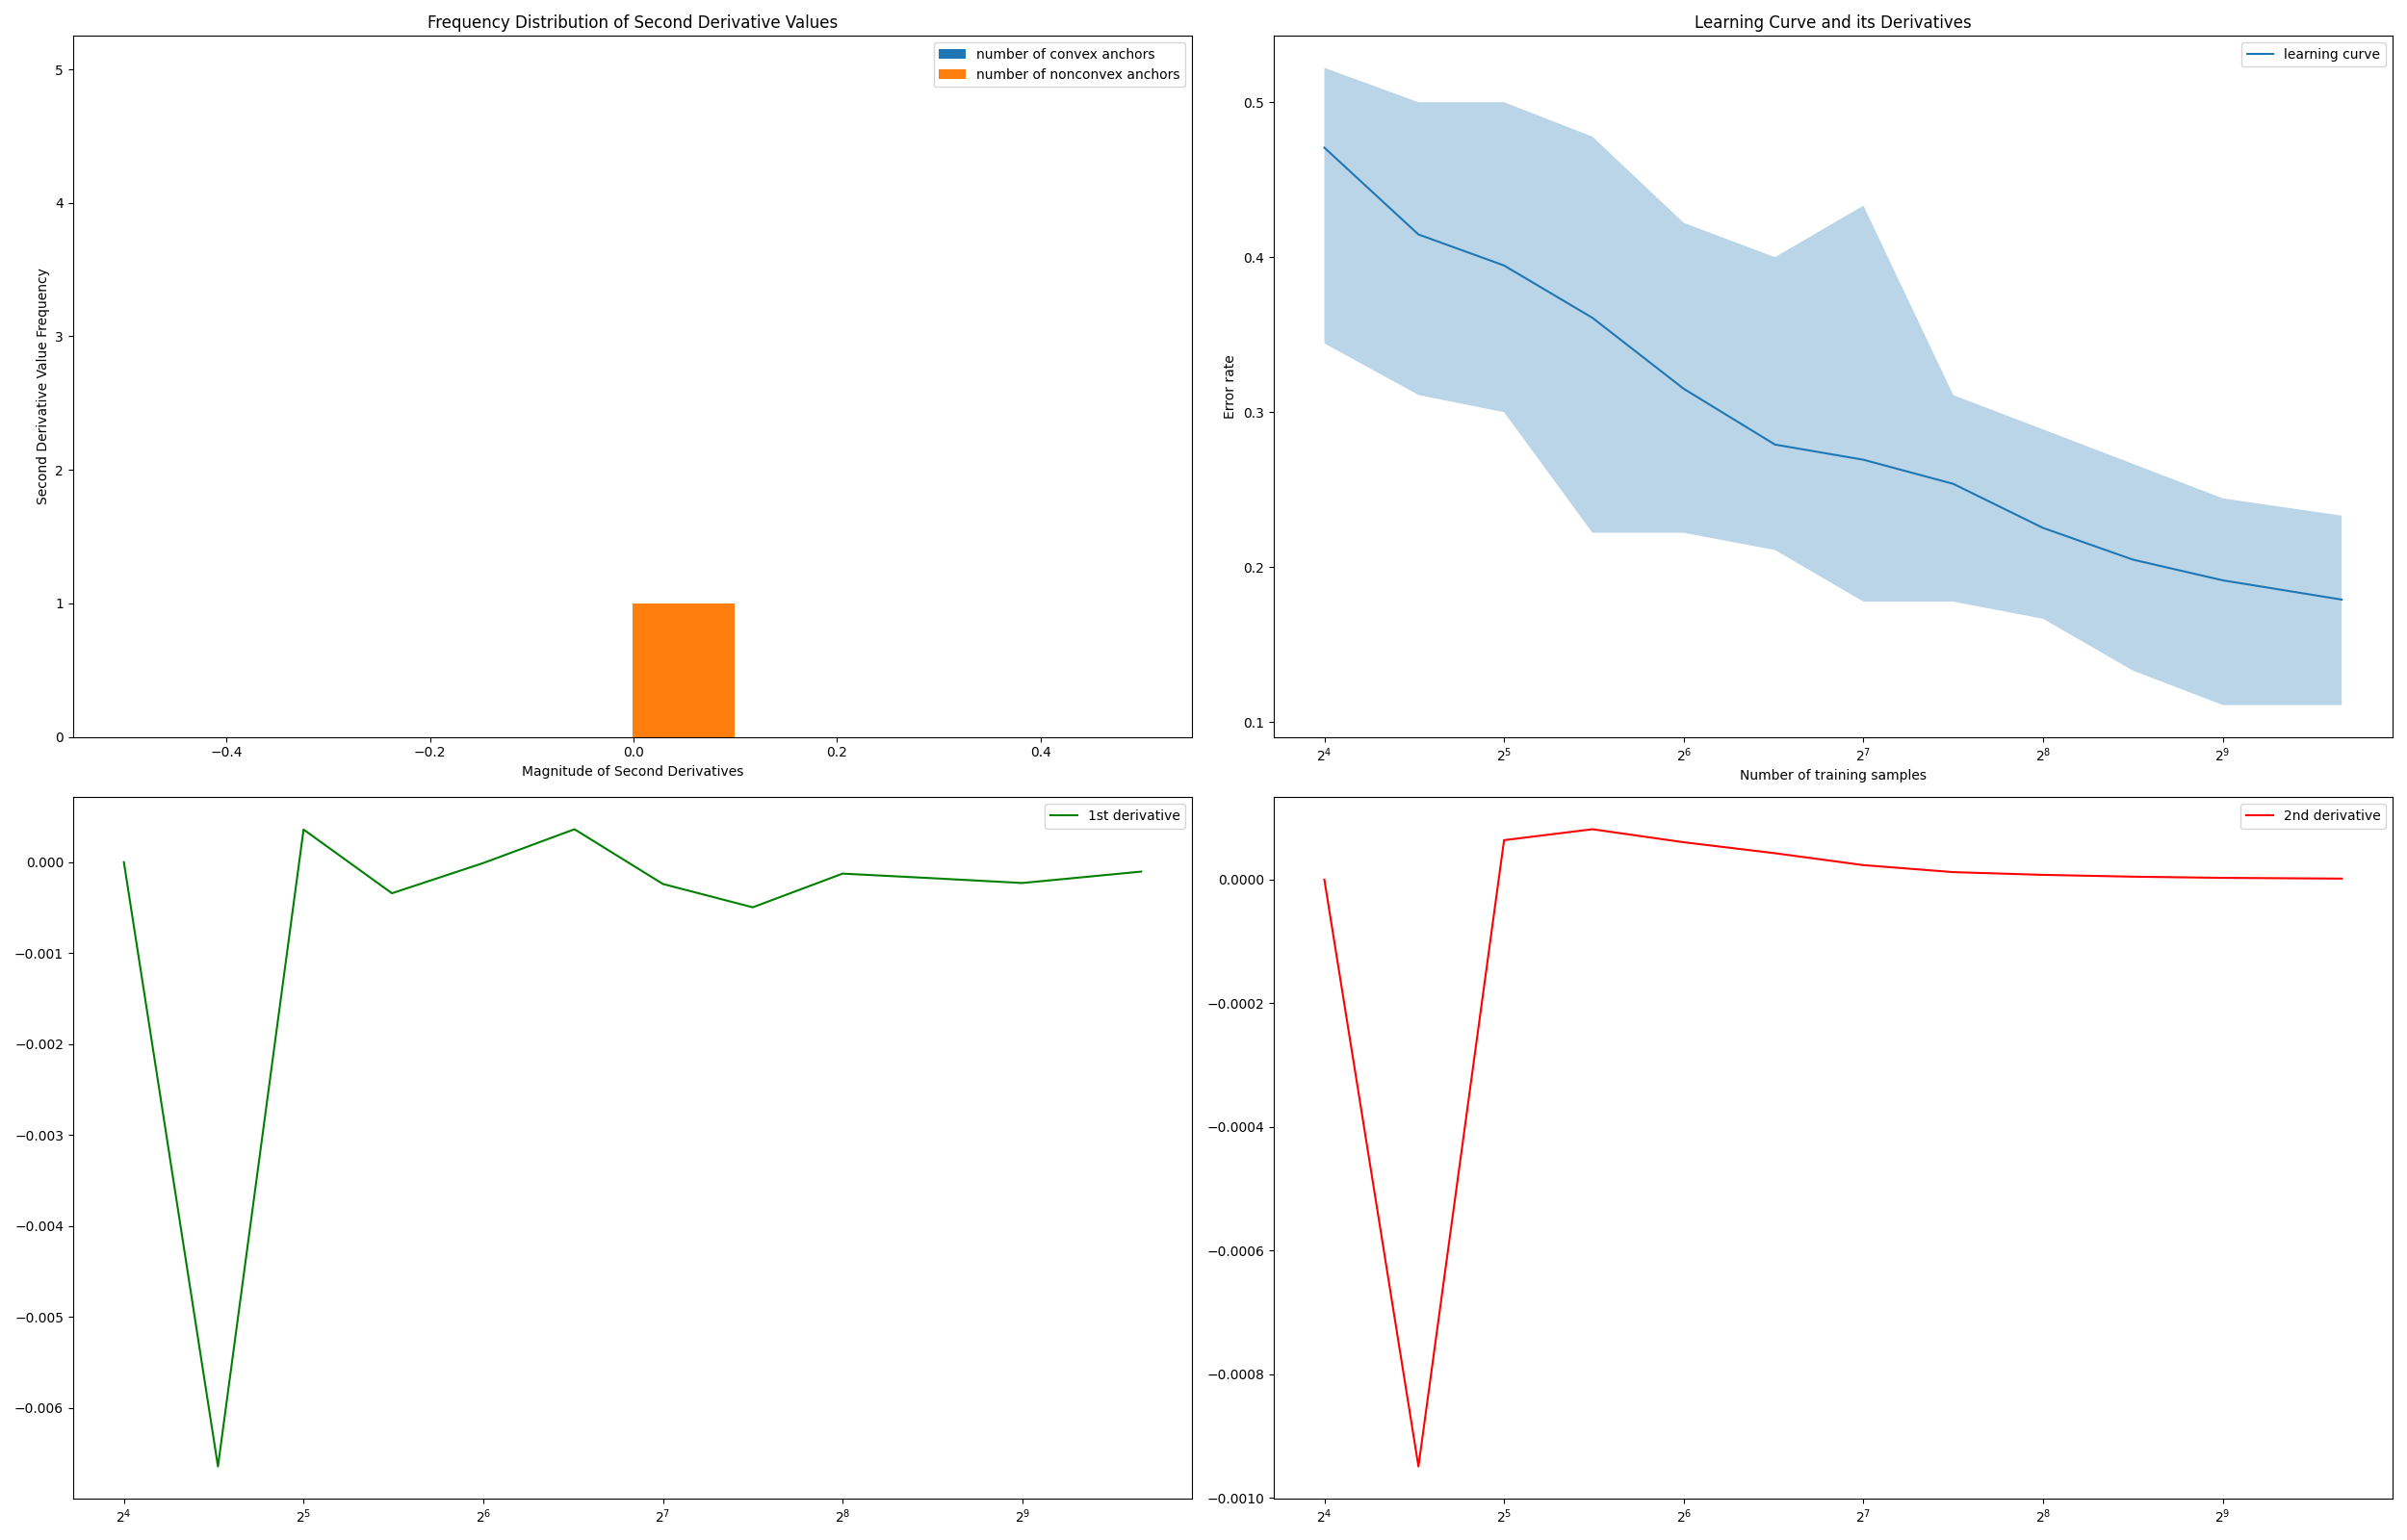 Frequency Distribution of Second Derivative Values
number of convex anchors
number of nonconvex anchors
Second Derivative Value Frequency
5
4
3
2
1
0
−0.4 −0.2 0.0 0.2 0.4
Magnitude of Second Derivatives
Learning Curve and its Derivatives
learning curve
Error rate
0.5
0.4
0.3
0.2
0.1
2⁴ 2⁵ 2⁶ 2⁷ 2⁸ 2⁹
Number of training samples
1st derivative
0.000
−0.001
−0.002
−0.003
−0.004
−0.005
−0.006
2⁴ 2⁵ 2⁶ 2⁷ 2⁸ 2⁹
2nd derivative
0.0000
−0.0002
−0.0004
−0.0006
−0.0008
−0.0010
2⁴ 2⁵ 2⁶ 2⁷ 2⁸ 2⁹